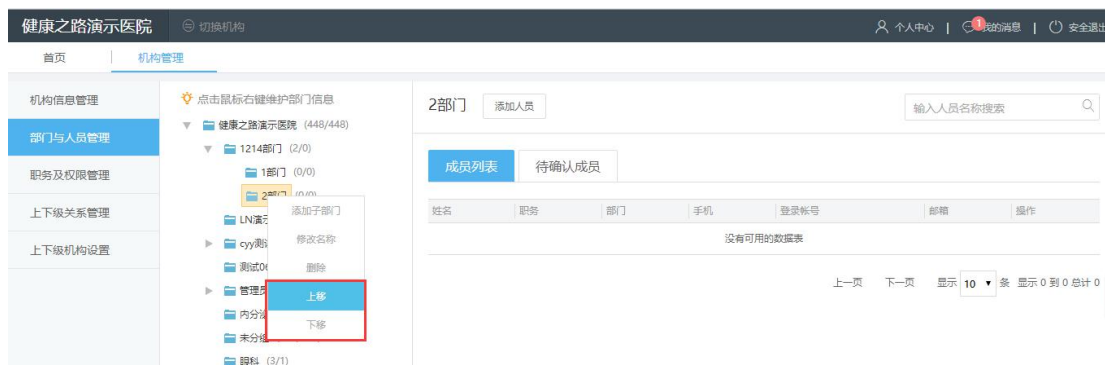 健康之路演示医院 切换机构 个人中心 | 1 我的消息 | 安全退出
首页 机构管理
机构信息管理
部门与人员管理
职务及权限管理
上下级关系管理
上下级机构设置
点击鼠标右键维护部门信息
健康之路演示医院 (448/448)
1214部门 (2/0)
1部门 (0/0)
2部门 (0/0)
LN演示
cyy测试
测试06
管理员
内分泌
未分组
眼科 (3/1)
添加子部门
修改名称
删除
上移
下移
2部门 添加人员 输入人员名称搜索
成员列表 待确认成员
姓名 职务 部门 手机 登录帐号 邮箱 操作
没有可用的数据表
上一页 下一页 显示 10 条 显示 0 到 0 总计 0